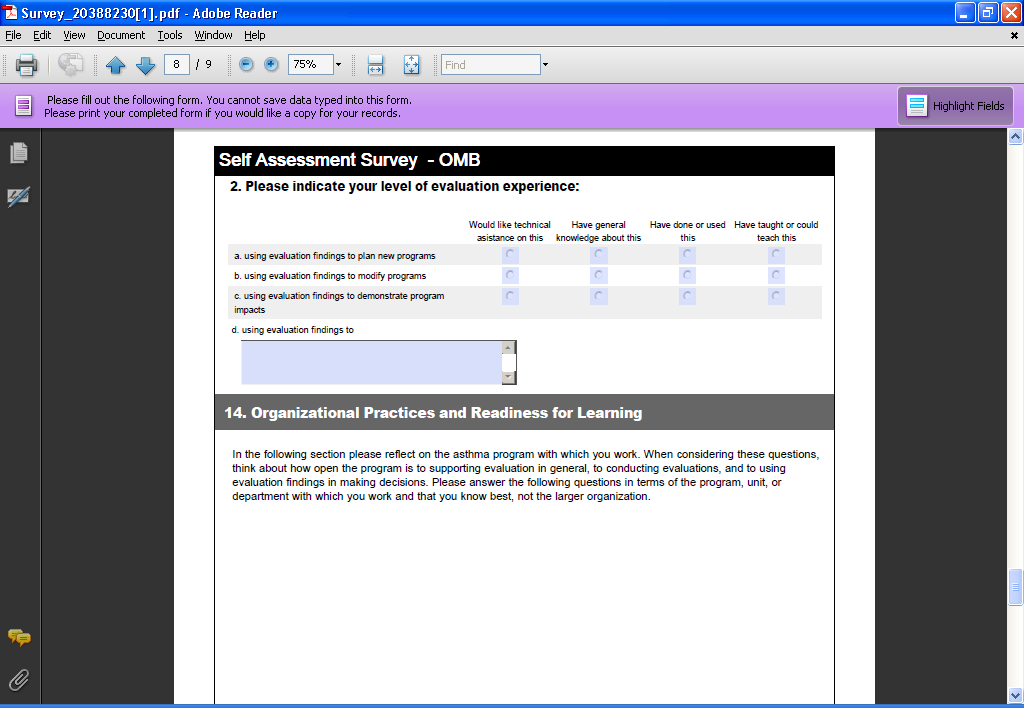 Survey_20388230[1].pdf - Adobe Reader
File Edit View Document Tools Window Help
8 / 9 75% Find
Please fill out the following form. You cannot save data typed into this form.
Please print your completed form if you would like a copy for your records.
Highlight Fields
Self Assessment Survey - OMB
2. Please indicate your level of evaluation experience:
Would like technical Have general Have done or used Have taught or could
asistance on this knowledge about this this teach this
a. using evaluation findings to plan new programs
b. using evaluation findings to modify programs
c. using evaluation findings to demonstrate program
impacts
d. using evaluation findings to
14. Organizational Practices and Readiness for Learning
In the following section please reflect on the asthma program with which you work. When considering these questions,
think about how open the program is to supporting evaluation in general, to conducting evaluations, and to using
evaluation findings in making decisions. Please answer the following questions in terms of the program, unit, or
department with which you work and that you know best, not the larger organization.